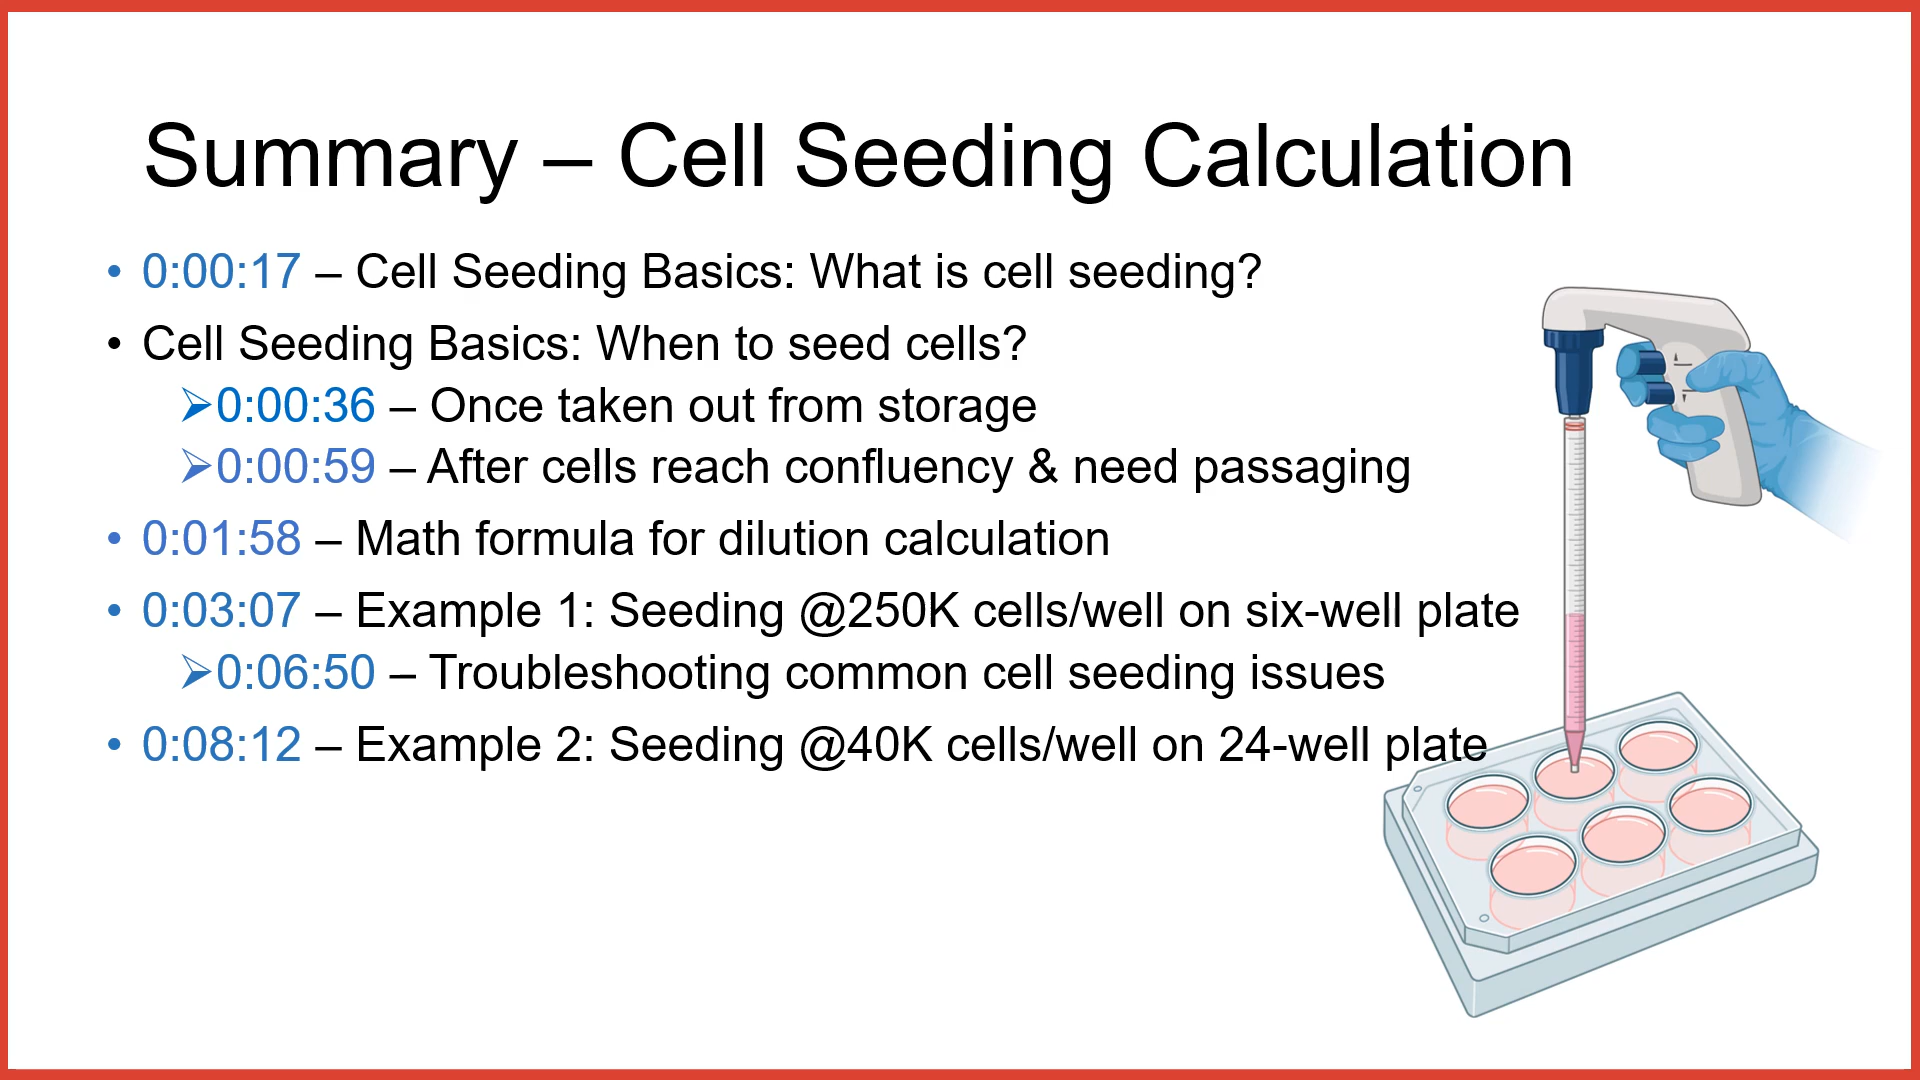 Summary – Cell Seeding Calculation
• 0:00:17 – Cell Seeding Basics: What is cell seeding?
• Cell Seeding Basics: When to seed cells?
➢0:00:36 – Once taken out from storage
➢0:00:59 – After cells reach confluency & need passaging
• 0:01:58 – Math formula for dilution calculation
• 0:03:07 – Example 1: Seeding @250K cells/well on six-well plate
➢0:06:50 – Troubleshooting common cell seeding issues
• 0:08:12 – Example 2: Seeding @40K cells/well on 24-well plate